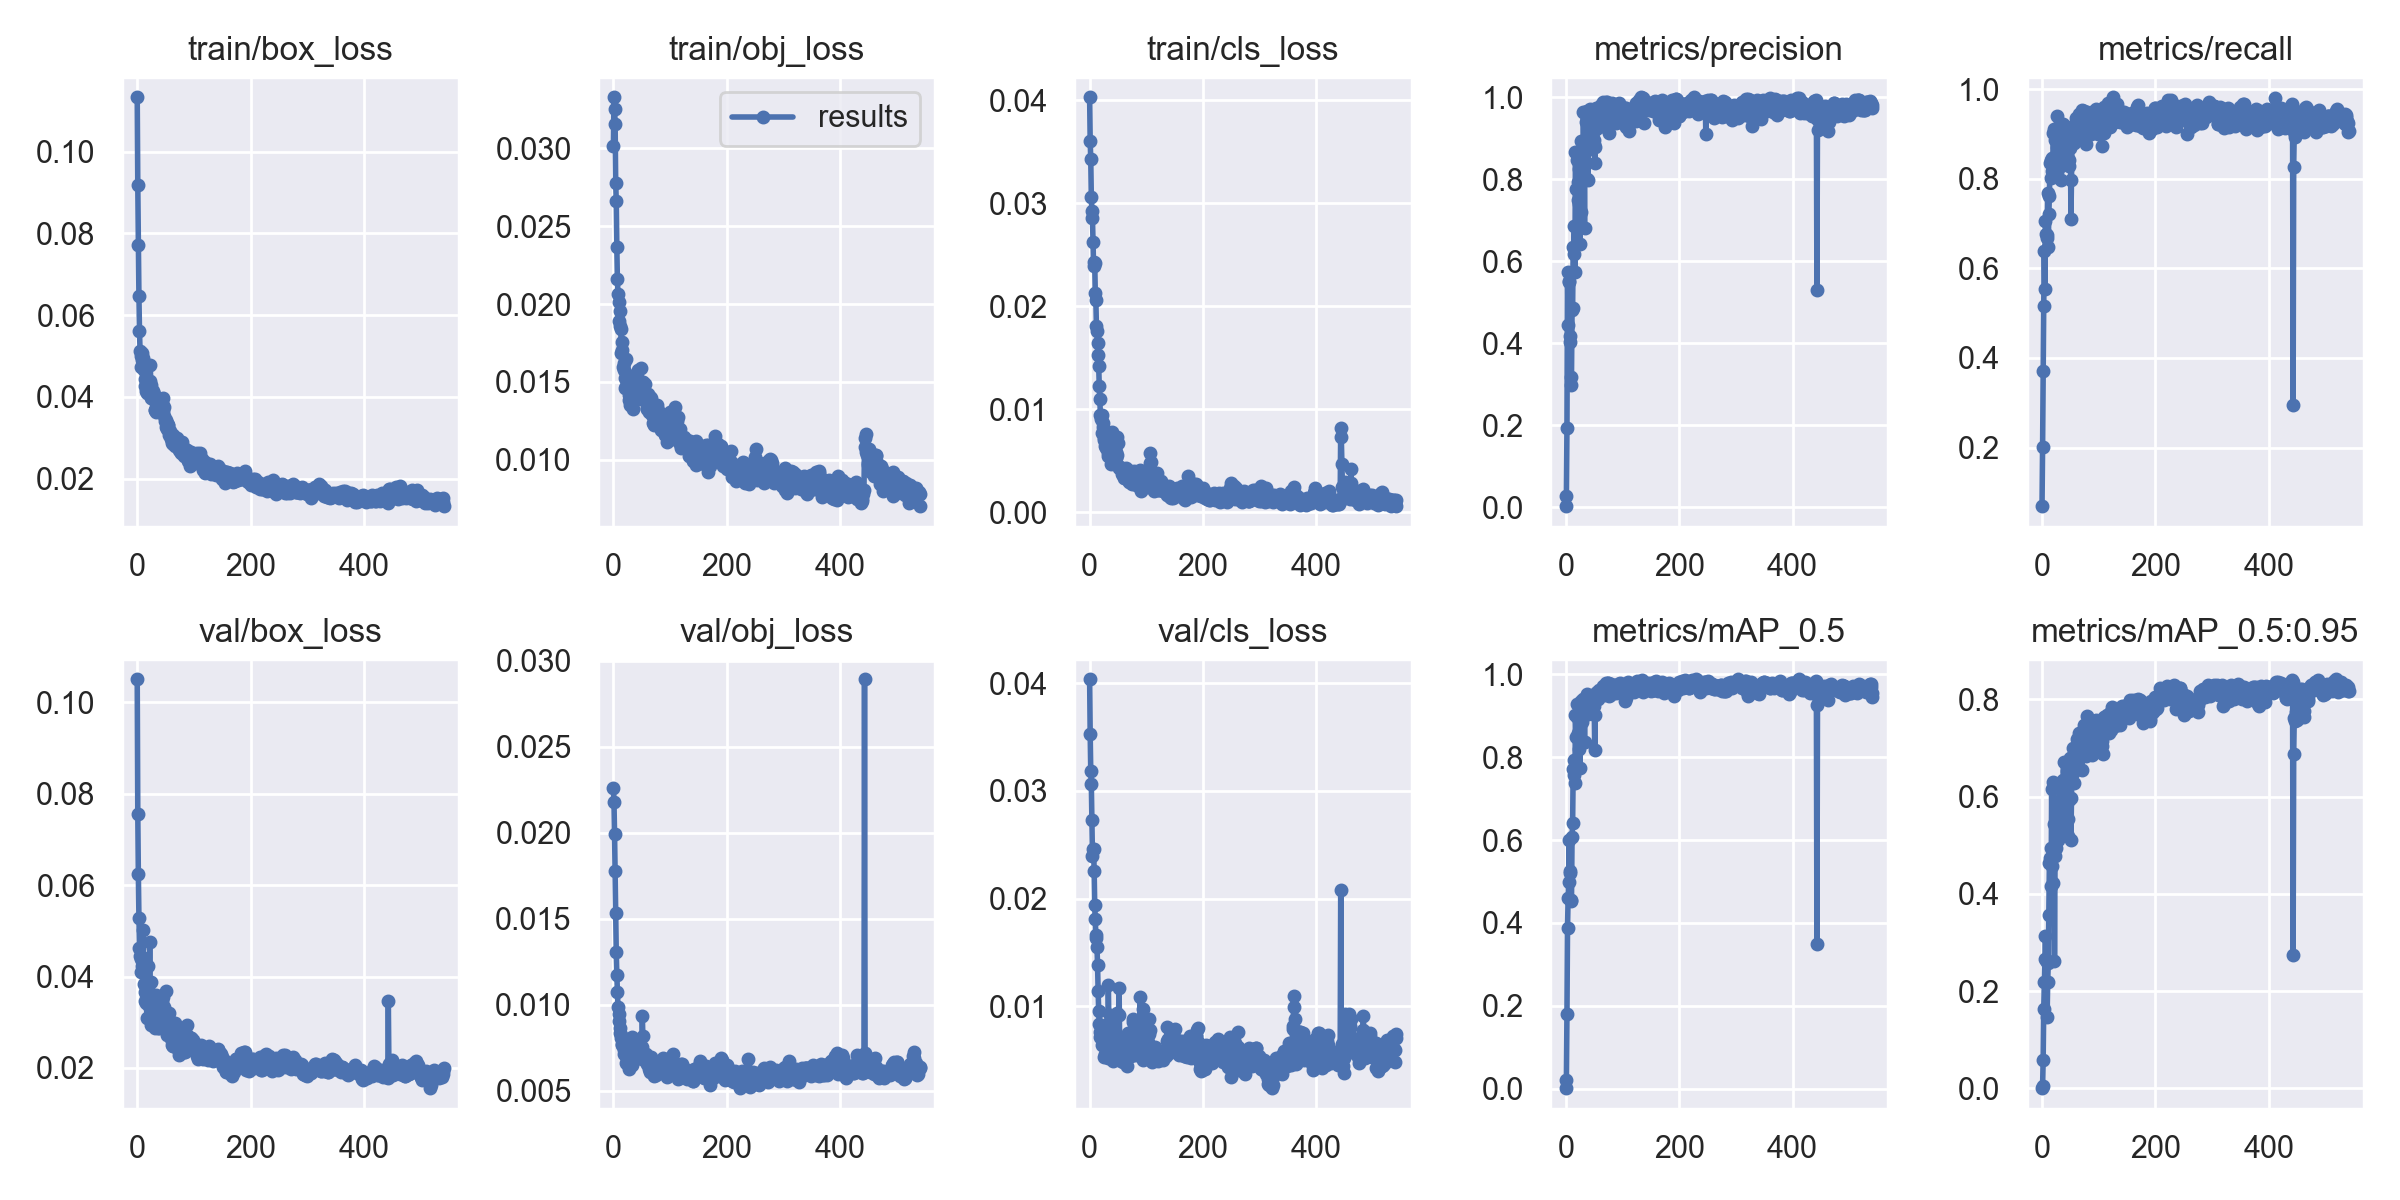 train/box_loss
0.10
0.08
0.06
0.04
0.02
0 200 400
train/obj_loss
results
0.030
0.025
0.020
0.015
0.010
0 200 400
train/cls_loss
0.04
0.03
0.02
0.01
0.00
0 200 400
metrics/precision
1.0
0.8
0.6
0.4
0.2
0.0
0 200 400
metrics/recall
1.0
0.8
0.6
0.4
0.2
0 200 400
val/box_loss
0.10
0.08
0.06
0.04
0.02
0 200 400
val/obj_loss
0.030
0.025
0.020
0.015
0.010
0.005
0 200 400
val/cls_loss
0.04
0.03
0.02
0.01
0 200 400
metrics/mAP_0.5
1.0
0.8
0.6
0.4
0.2
0.0
0 200 400
metrics/mAP_0.5:0.95
0.8
0.6
0.4
0.2
0.0
0 200 400